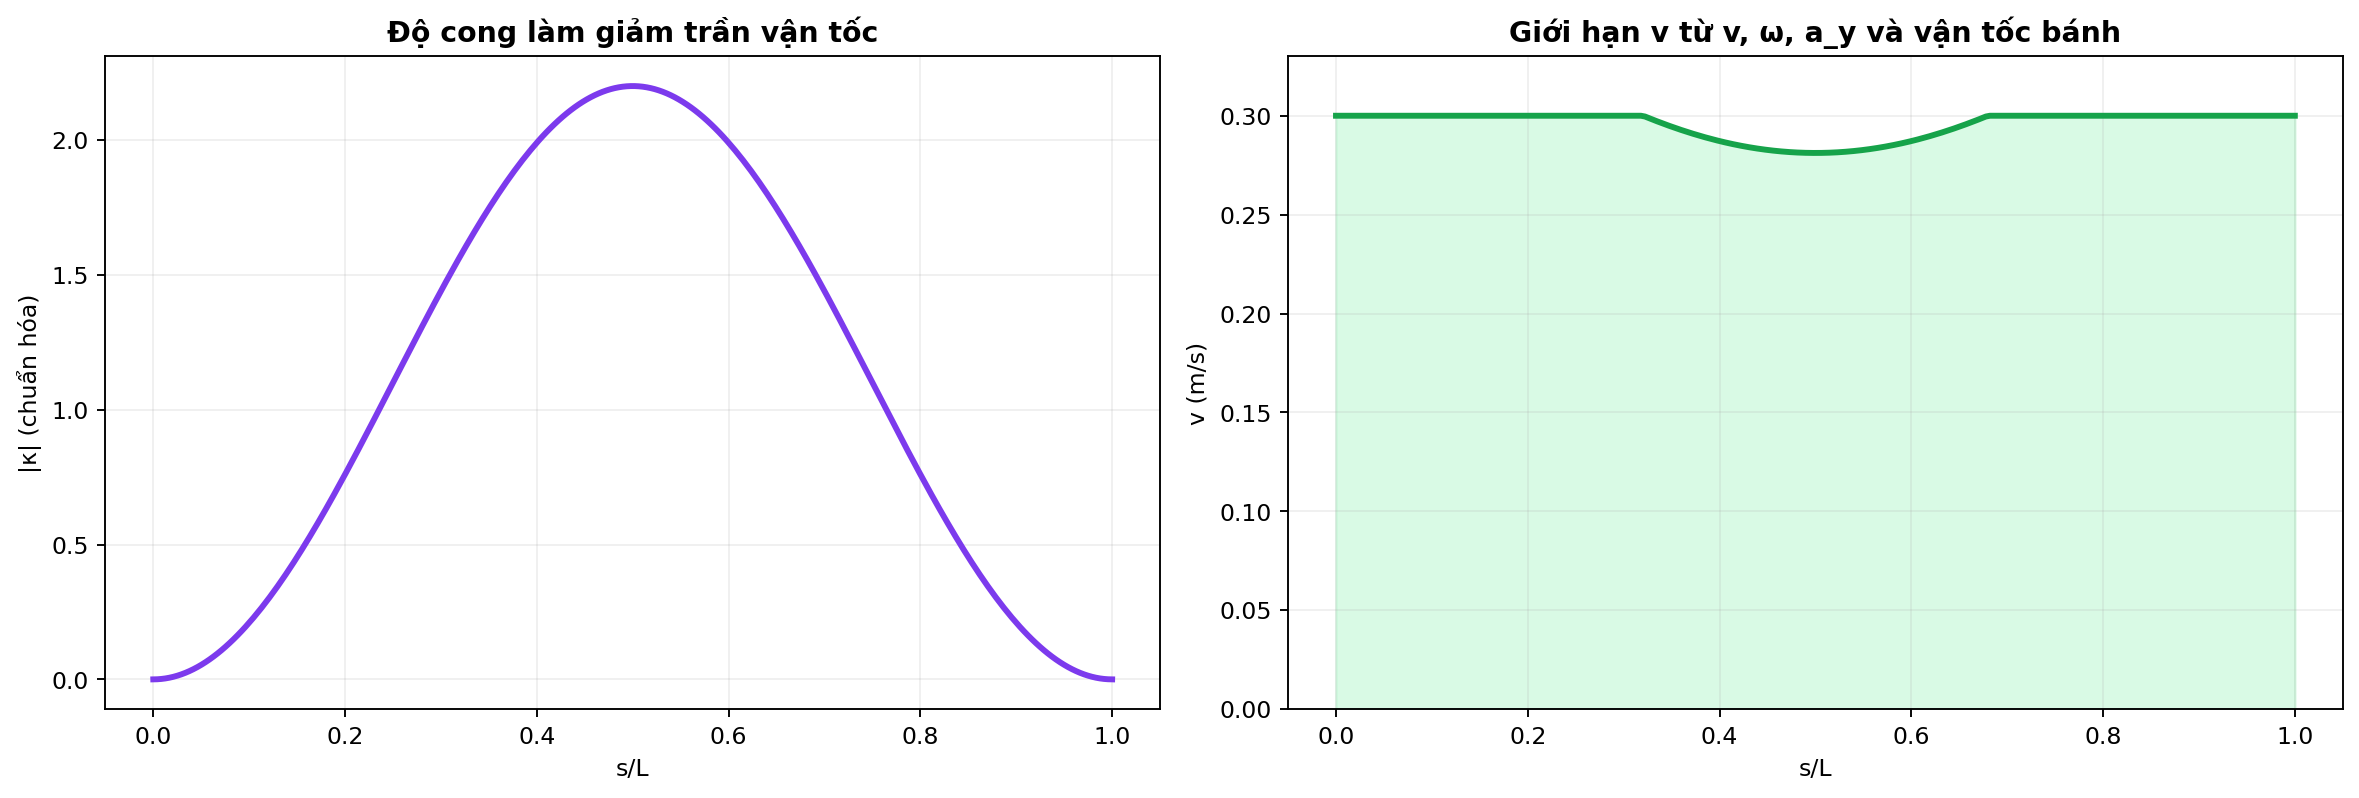 Độ cong làm giảm trần vận tốc
|κ| (chuẩn hóa)
2.0
1.5
1.0
0.5
0.0
0.0 0.2 0.4 0.6 0.8 1.0
s/L
Giới hạn v từ v, ω, a_y và vận tốc bánh
v (m/s)
0.30
0.25
0.20
0.15
0.10
0.05
0.00
0.0 0.2 0.4 0.6 0.8 1.0
s/L